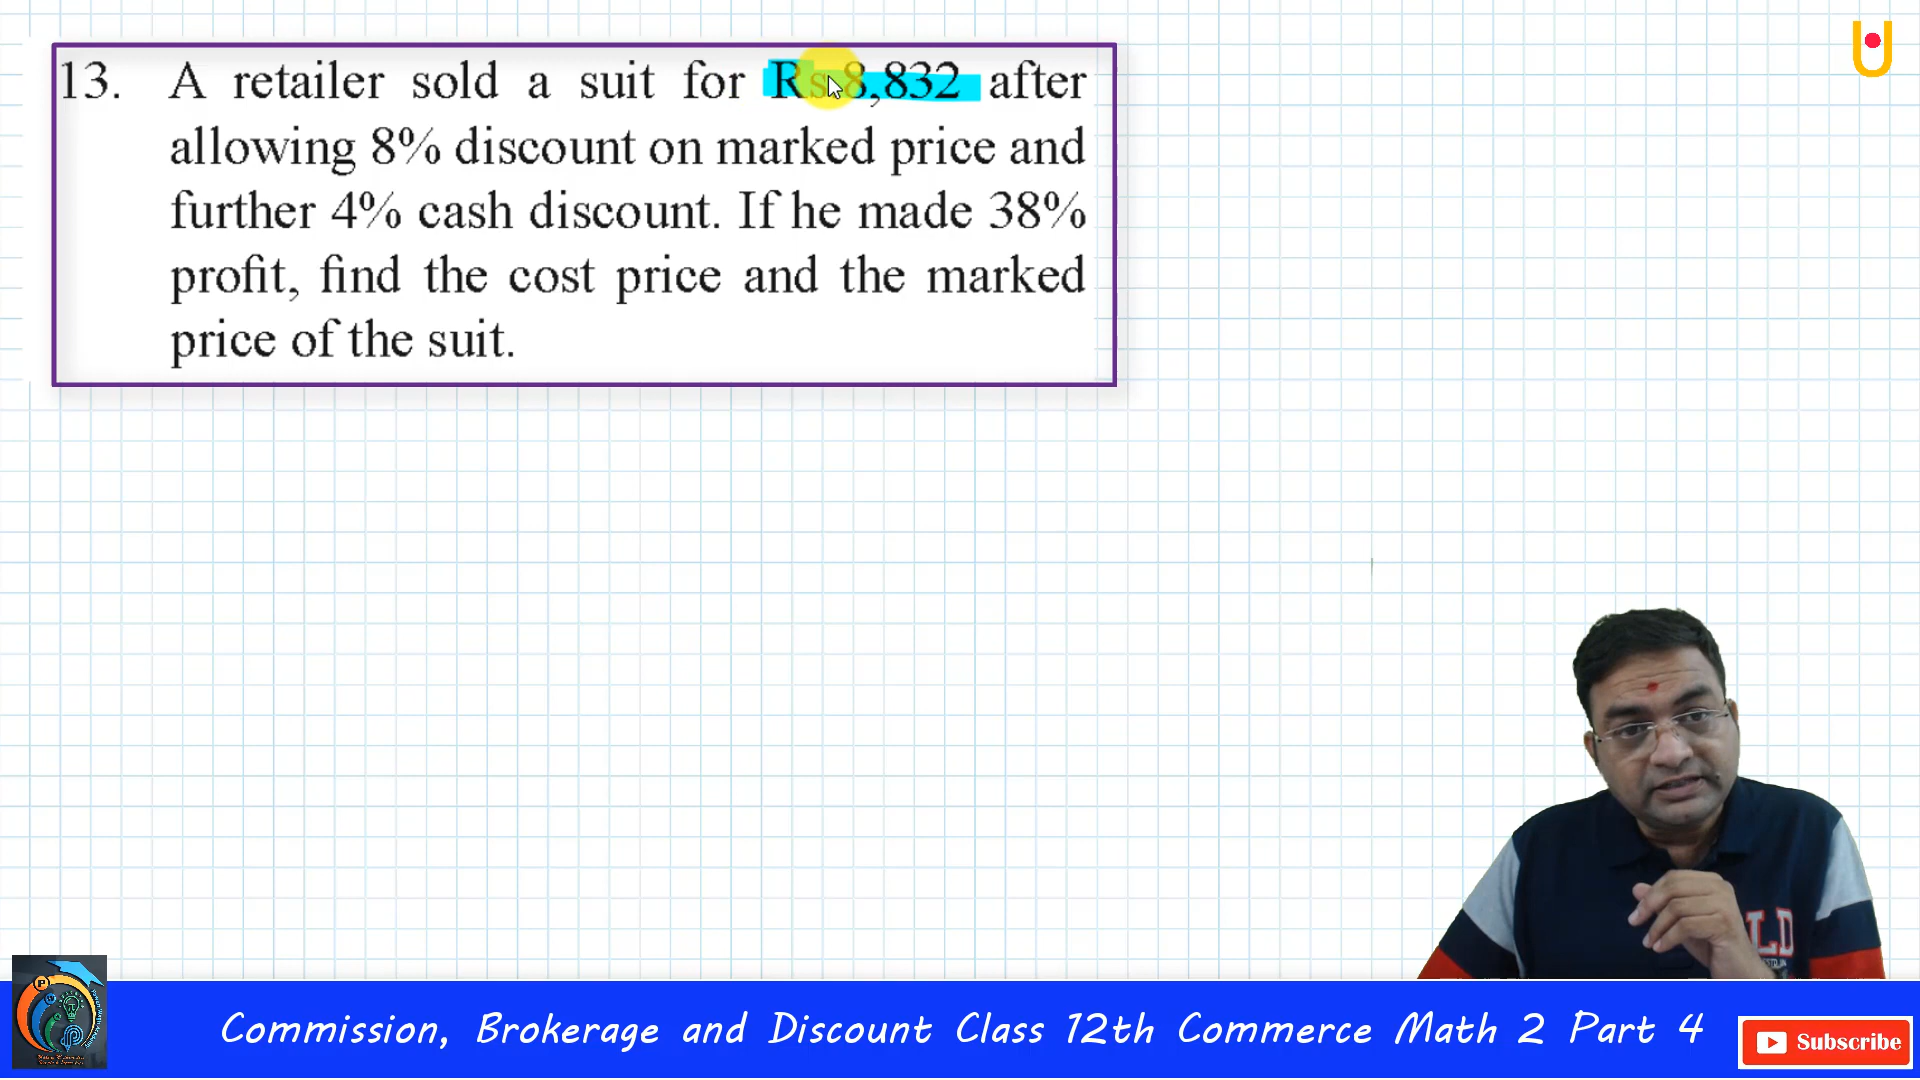 13. A retailer sold a suit for Rs 8,832 after
allowing 8% discount on marked price and
further 4% cash discount. If he made 38%
profit, find the cost price and the marked
price of the suit.
LD
Commission, Brokerage and Discount Class 12th Commerce Math 2 Part 4
Subscribe